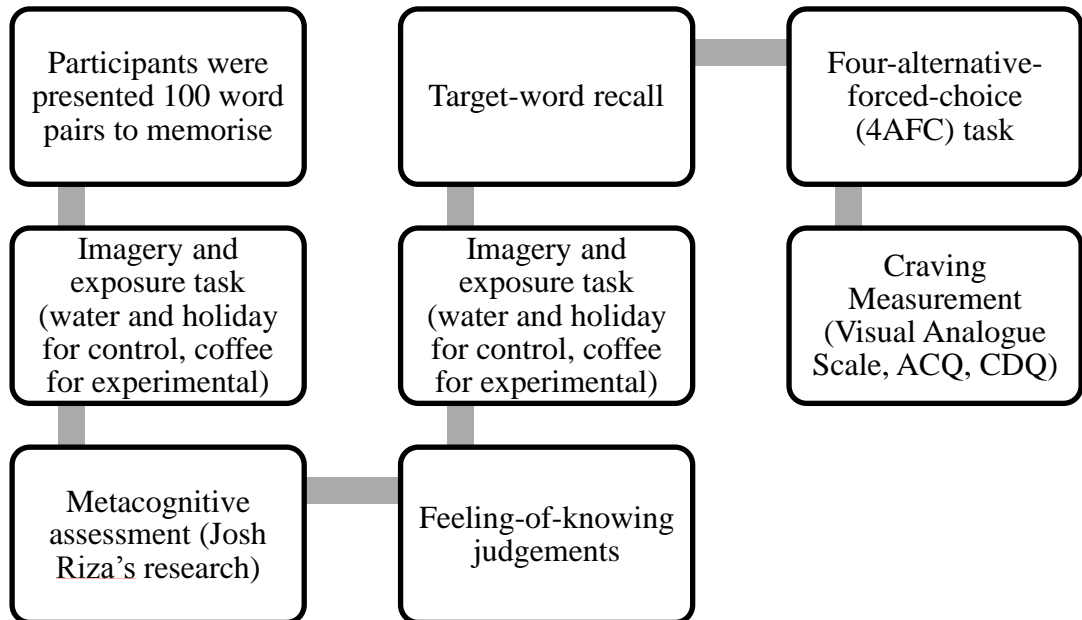 Participants were
presented 100 word
pairs to memorise
Imagery and
exposure task
(water and holiday
for control, coffee
for experimental)
Metacognitive
assessment (Josh
Riza’s research)
Feeling-of-knowing
judgements
Imagery and
exposure task
(water and holiday
for control, coffee
for experimental)
Target-word recall
Four-alternative-
forced-choice
(4AFC) task
Craving
Measurement
(Visual Analogue
Scale, ACQ, CDQ)